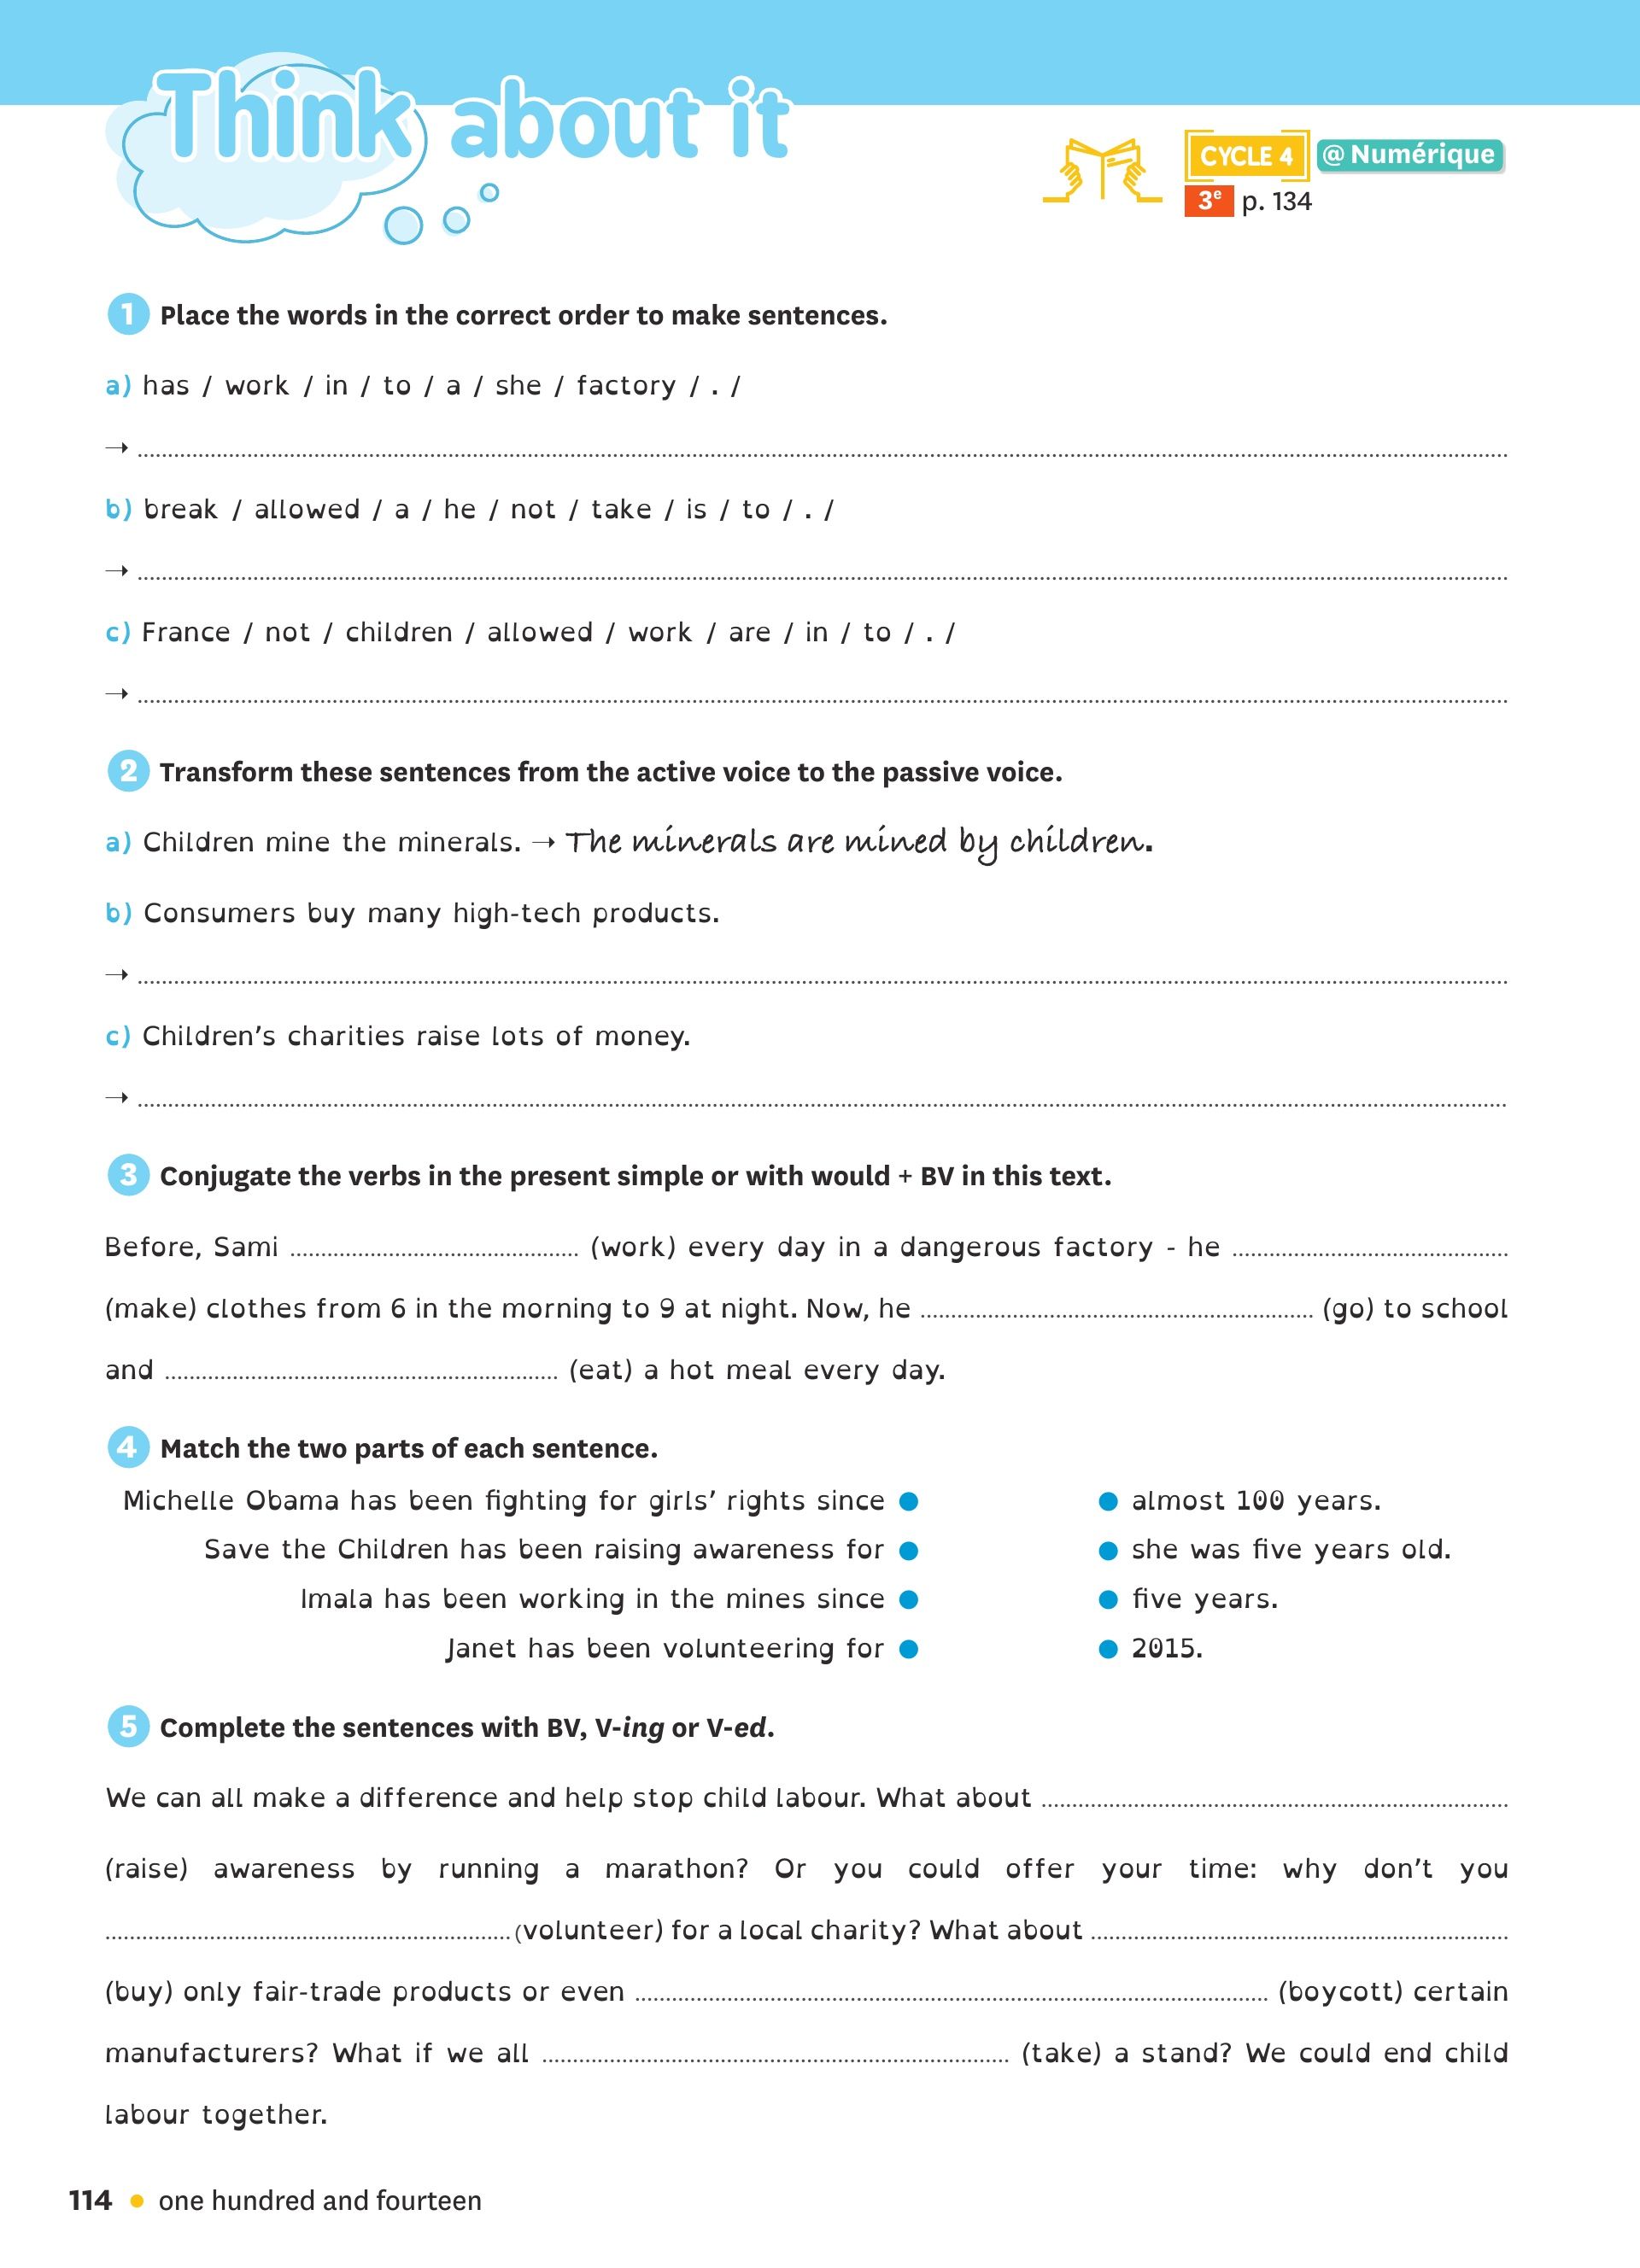 Think about it
CYCLE 4 @ Numérique
3e p. 134
1 Place the words in the correct order to make sentences.
a) has / work / in / to / a / she / factory / . /
→ ........................................
b) break / allowed / a / he / not / take / is / to / . /
→ ........................................
c) France / not / children / allowed / work / are / in / to / . /
→ ........................................
2 Transform these sentences from the active voice to the passive voice.
a) Children mine the minerals. → The minerals are mined by children.
b) Consumers buy many high-tech products.
→ ........................................
c) Children's charities raise lots of money.
→ ........................................
3 Conjugate the verbs in the present simple or with would + BV in this text.
Before, Sami .................... (work) every day in a dangerous factory - he ....................
(make) clothes from 6 in the morning to 9 at night. Now, he .................... (go) to school
and .................... (eat) a hot meal every day.
4 Match the two parts of each sentence.
Michelle Obama has been fighting for girls' rights since ● ● almost 100 years.
Save the Children has been raising awareness for ● ● she was five years old.
Imala has been working in the mines since ● ● five years.
Janet has been volunteering for ● ● 2015.
5 Complete the sentences with BV, V-ing or V-ed.
We can all make a difference and help stop child labour. What about ....................
(raise) awareness by running a marathon? Or you could offer your time: why don't you
.................... (volunteer) for a local charity? What about ....................
(buy) only fair-trade products or even .................... (boycott) certain
manufacturers? What if we all .................... (take) a stand? We could end child
labour together.
114 • one hundred and fourteen